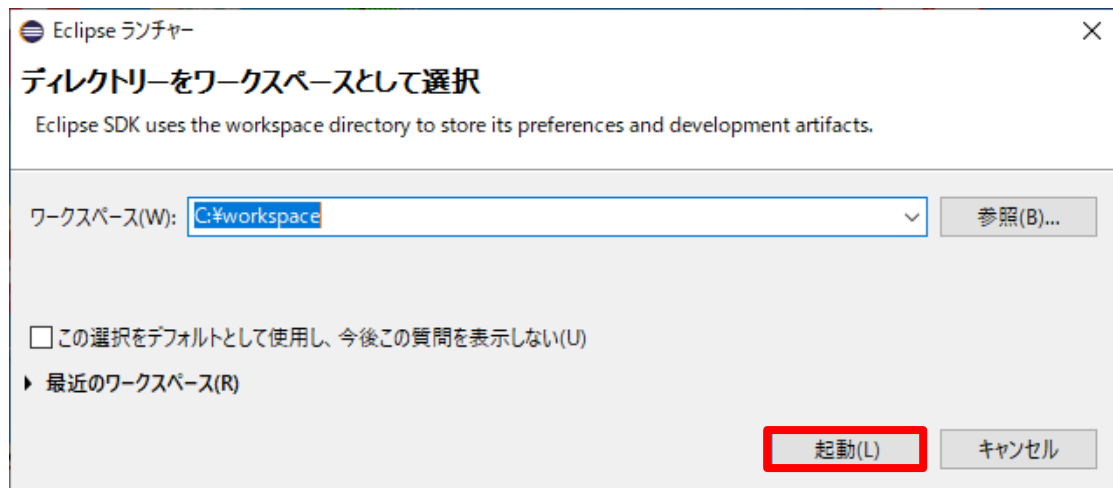 Eclipse ランチャー
ディレクトリーをワークスペースとして選択
Eclipse SDK uses the workspace directory to store its preferences and development artifacts.
ワークスペース(W): C:¥workspace 参照(B)...
この選択をデフォルトとして使用し、今後この質問を表示しない(U)
最近のワークスペース(R)
起動(L) キャンセル